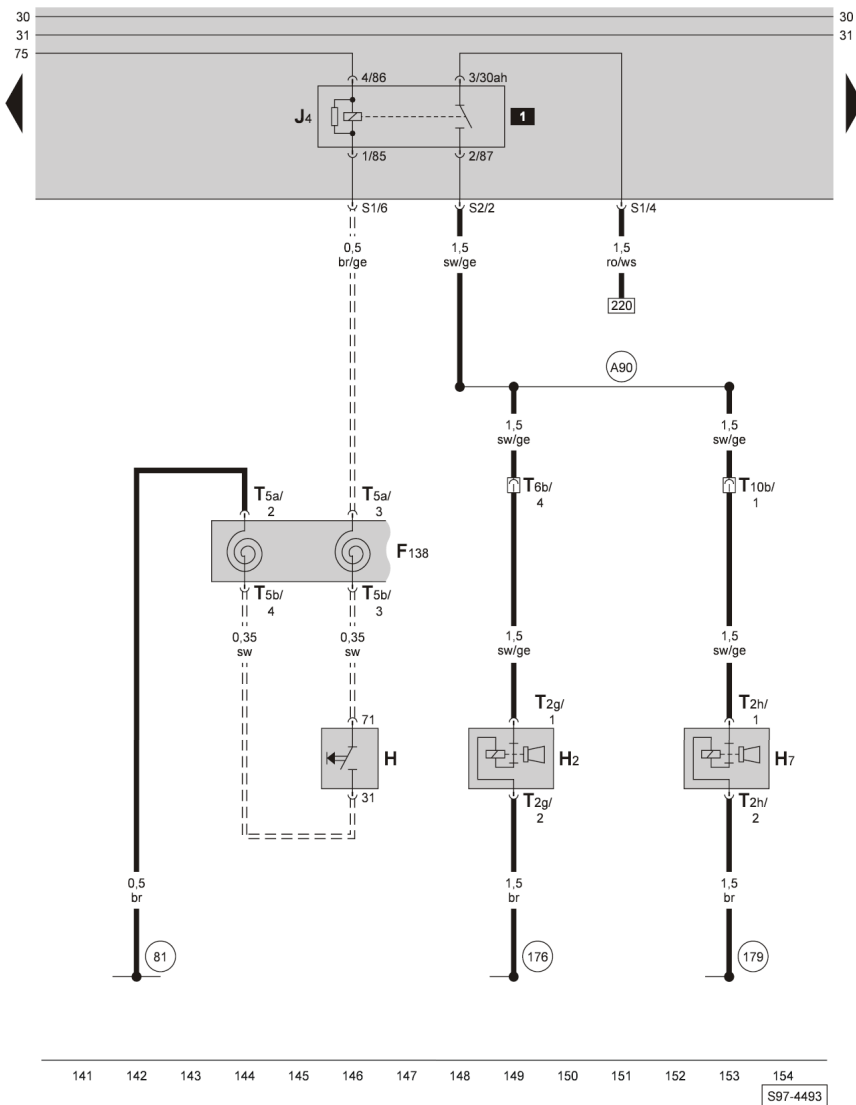 30 30
31 31
75
4/86 3/30ah
J4 1
1/85 2/87
S1/6 S2/2 S1/4
0,5 1,5 1,5
br/ge sw/ge ro/ws
220
A90
1,5 1,5
sw/ge sw/ge
T5a/ T5a/ T6b/ T10b/
2 3 4 1
F138
T5b/ T5b/
4 3
0,35 0,35 1,5 1,5
sw sw sw/ge sw/ge
T2g/ T2h/
1 1
71
H H2 H7
31 T2g/ T2h/
2 2
0,5 1,5 1,5
br br br
81 176 179
141 142 143 144 145 146 147 148 149 150 151 152 153 154
S97-4493